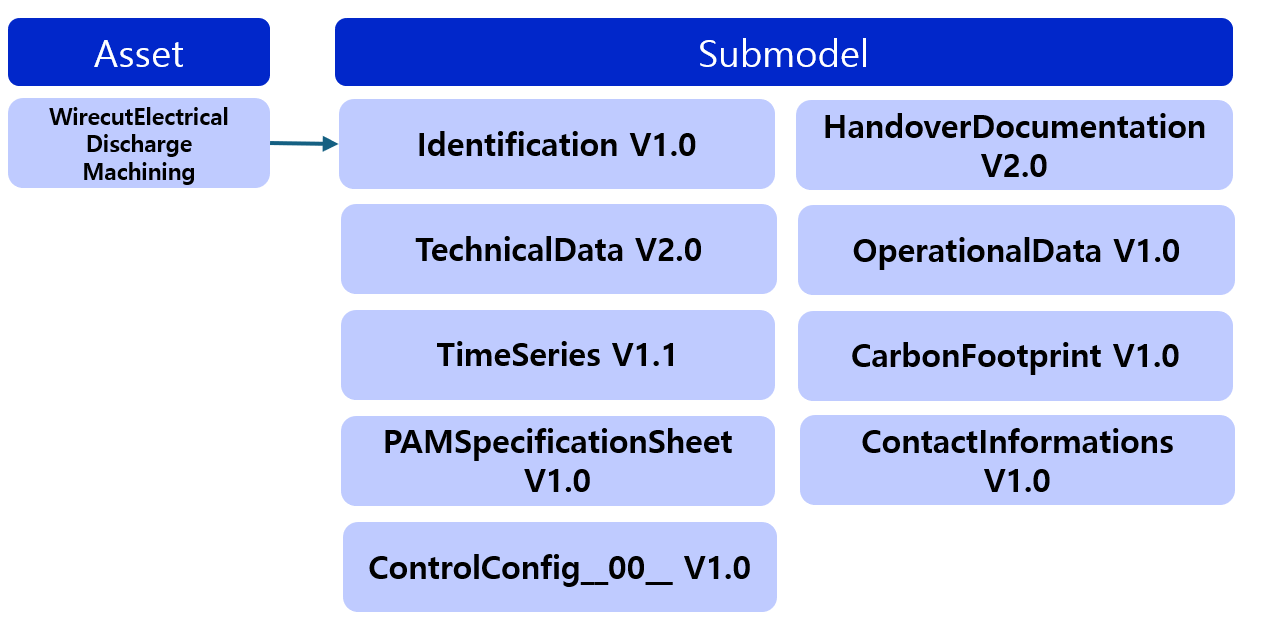 Asset
Submodel
WirecutElectrical
Discharge
Machining
Identification V1.0
HandoverDocumentation
V2.0
TechnicalData V2.0
OperationalData V1.0
TimeSeries V1.1
CarbonFootprint V1.0
PAMSpecificationSheet
V1.0
ContactInformations
V1.0
ControlConfig__00__ V1.0